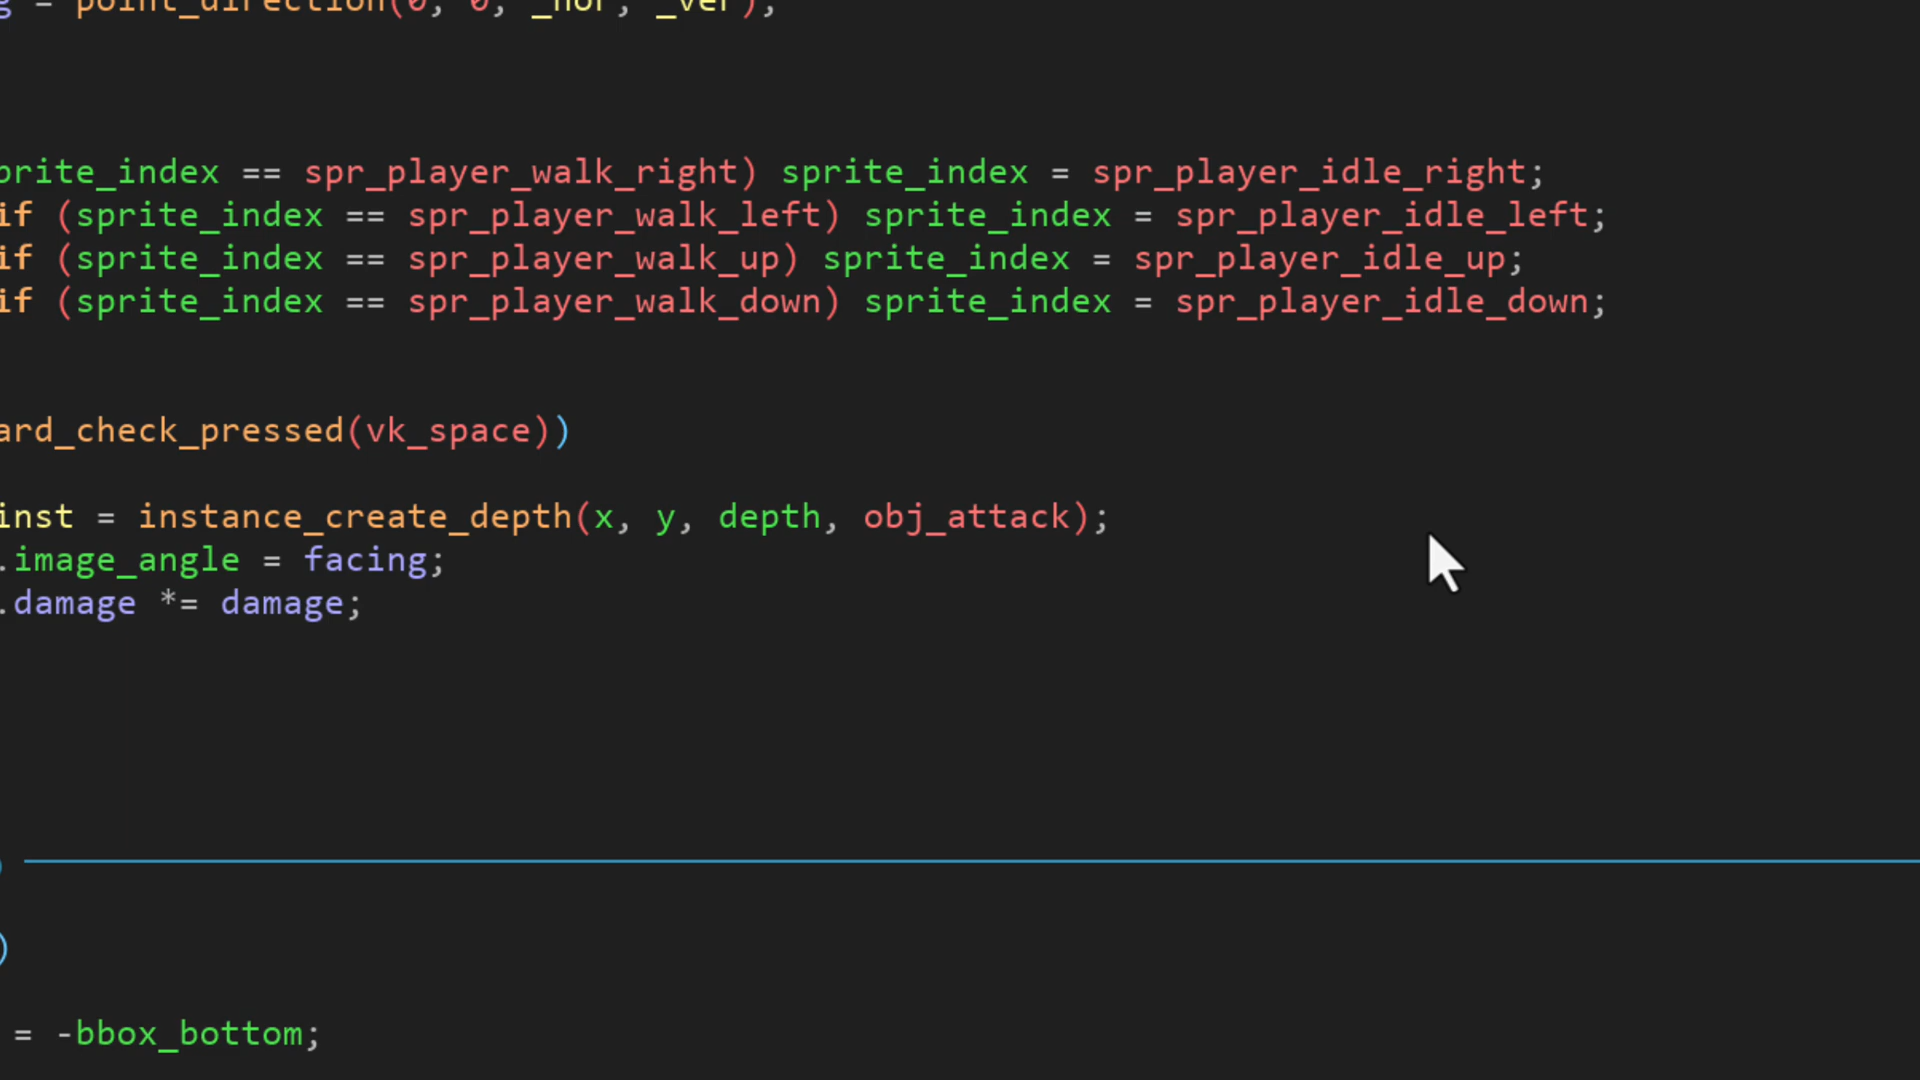 = point_direction(0, 0, _hor, _ver);
prite_index == spr_player_walk_right) sprite_index = spr_player_idle_right;
if (sprite_index == spr_player_walk_left) sprite_index = spr_player_idle_left;
if (sprite_index == spr_player_walk_up) sprite_index = spr_player_idle_up;
if (sprite_index == spr_player_walk_down) sprite_index = spr_player_idle_down;
ard_check_pressed(vk_space))
inst = instance_create_depth(x, y, depth, obj_attack);
.image_angle = facing;
.damage *= damage;
)
= -bbox_bottom;